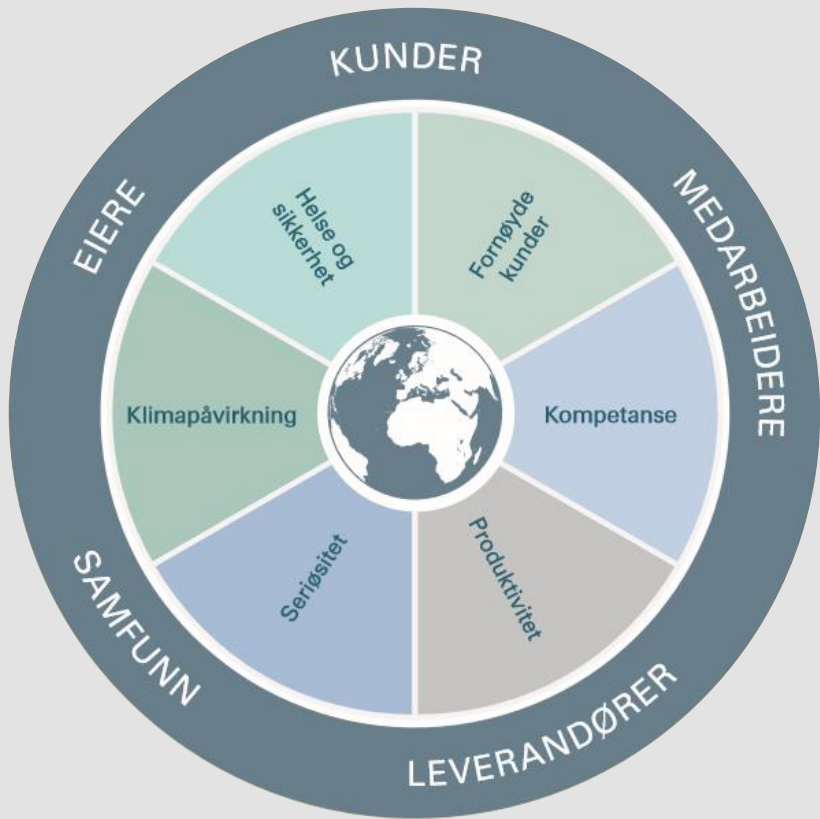 KUNDER
MEDARBEIDERE
LEVERANDØRER
SAMFUNN
EIERE
Helse og
sikkerhet
Fornøyde
kunder
Klimapåvirkning
Kompetanse
Seriøsitet
Produktivitet